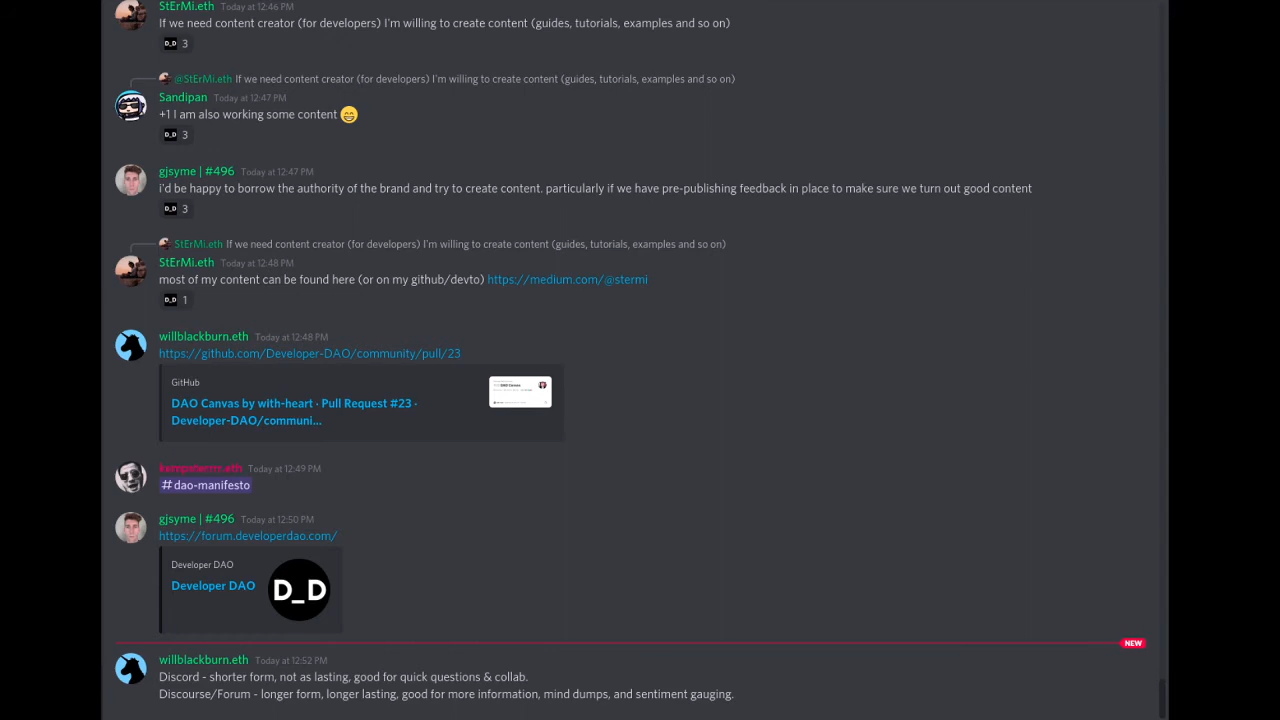 StErMi.eth Today at 12:46 PM
If we need content creator (for developers) I'm willing to create content (guides, tutorials, examples and so on)
D_D 3
@StErMi.eth If we need content creator (for developers) I'm willing to create content (guides, tutorials, examples and so on)
Sandipan Today at 12:47 PM
+1 I am also working some content 😁
D_D 3
gjsyme | #496 Today at 12:47 PM
i'd be happy to borrow the authority of the brand and try to create content. particularly if we have pre-publishing feedback in place to make sure we turn out good content
D_D 3
StErMi.eth If we need content creator (for developers) I'm willing to create content (guides, tutorials, examples and so on)
StErMi.eth Today at 12:48 PM
most of my content can be found here (or on my github/devto) https://medium.com/@stermi
D_D 1
willblackburn.eth Today at 12:48 PM
https://github.com/Developer-DAO/community/pull/23
GitHub
DAO Canvas by with-heart · Pull Request #23 ·
Developer-DAO/communi...
Today at 12:49 PM
#dao-manifesto
gjsyme | #496 Today at 12:50 PM
https://forum.developerdao.com/
Developer DAO
Developer DAO
D_D
NEW
willblackburn.eth Today at 12:52 PM
Discord - shorter form, not as lasting, good for quick questions & collab.
Discourse/Forum - longer form, longer lasting, good for more information, mind dumps, and sentiment gauging.